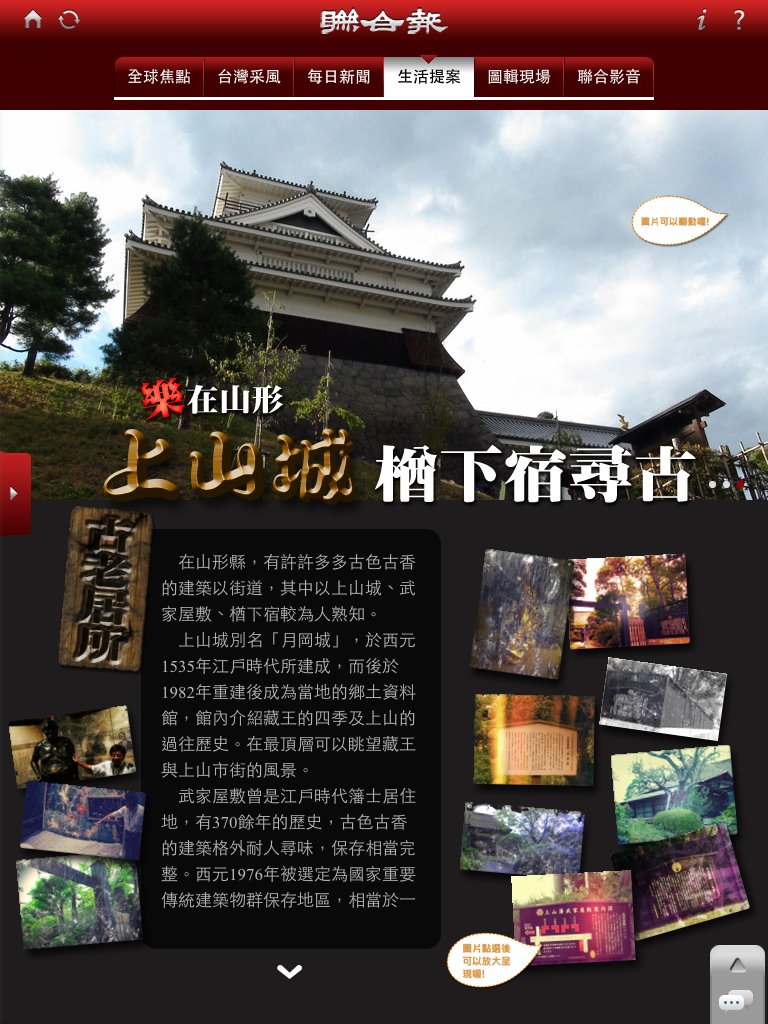 聯合報
全球焦點
台灣采風
每日新聞
生活提案
圖輯現場
聯合影音
圖片可以翻動喔!
樂在山形
上山城 楢下宿尋古
古老居所
在山形縣，有許許多多古色古香
的建築以街道，其中以上山城、武
家屋敷、楢下宿較為人熟知。
上山城別名「月岡城」，於西元
1535年江戶時代所建成，而後於
1982年重建後成為當地的鄉土資料
館，館內介紹藏王的四季及上山的
過往歷史。在最頂層可以眺望藏王
與上山市街的風景。
武家屋敷曾是江戶時代藩士居住
地，有370餘年的歷史，古色古香
的建築格外耐人尋味，保存相當完
整。西元1976年被選定為國家重要
傳統建築物群保存地區，相當於一
圖片點選後
可以放大呈
現喔!